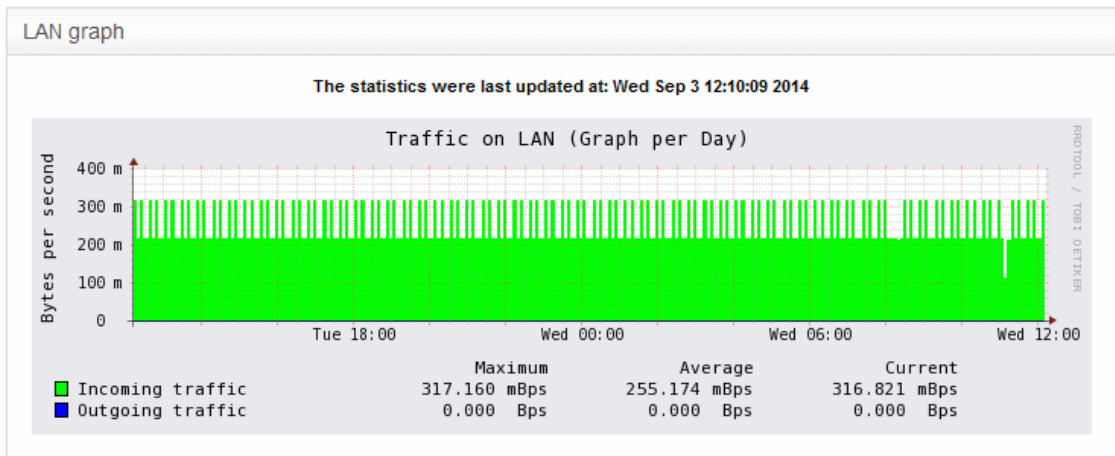 LAN graph
The statistics were last updated at: Wed Sep 3 12:10:09 2014
Traffic on LAN (Graph per Day)
RRDTOOL / TOBI OETIKER
Bytes per second
400 m
300 m
200 m
100 m
0
Tue 18:00 Wed 00:00 Wed 06:00 Wed 12:00
Maximum Average Current
Incoming traffic 317.160 mBps 255.174 mBps 316.821 mBps
Outgoing traffic 0.000 Bps 0.000 Bps 0.000 Bps